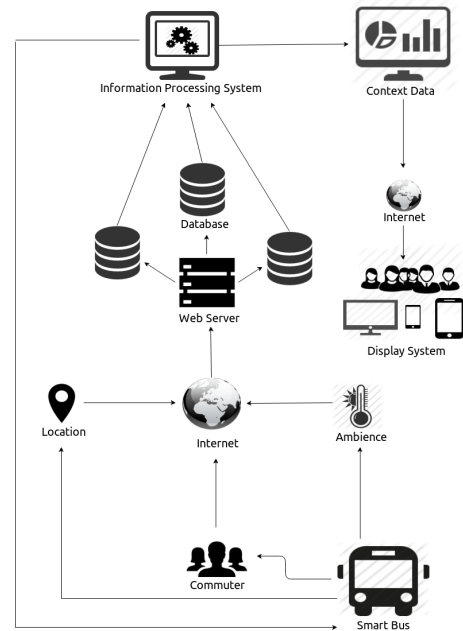 Information Processing System
Context Data
Database
Internet
Web Server
Display System
Location
Internet
Ambience
Commuter
Smart Bus